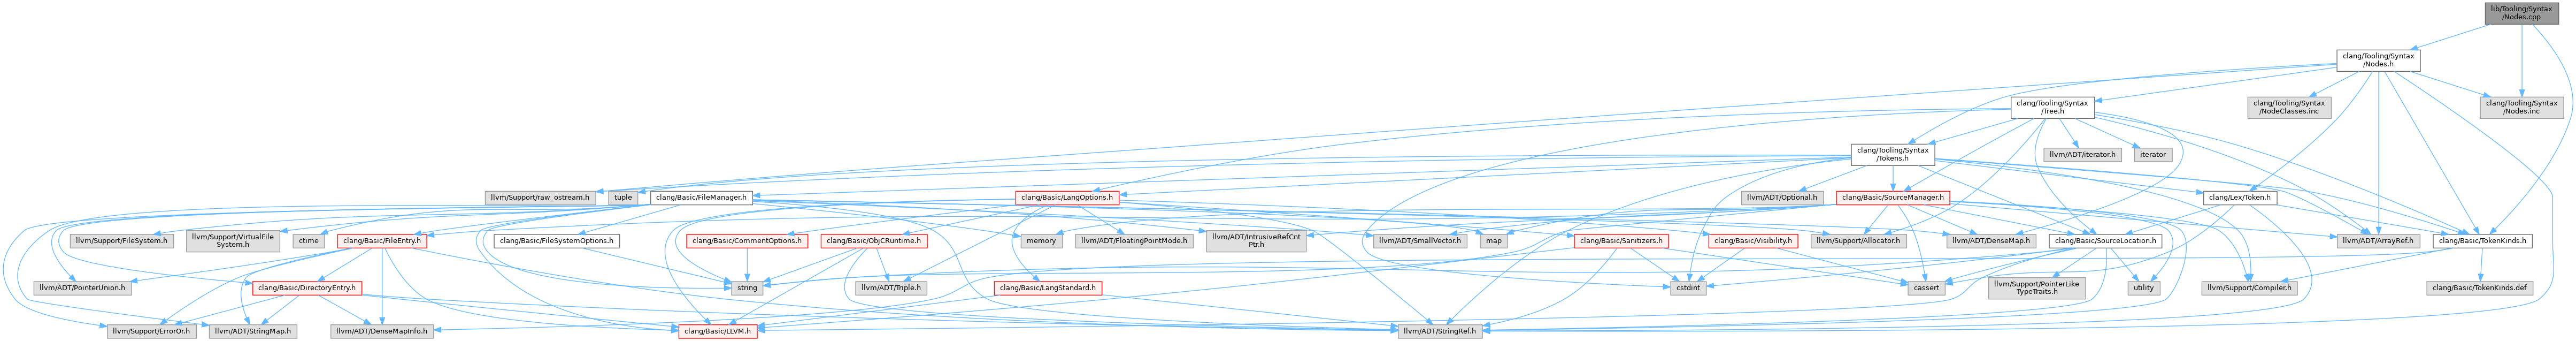 lib/Tooling/Syntax
/Nodes.cpp
clang/Tooling/Syntax
/Nodes.h
clang/Tooling/Syntax
/Tree.h
clang/Tooling/Syntax
/NodeClasses.inc
clang/Tooling/Syntax
/Nodes.inc
clang/Tooling/Syntax
/Tokens.h
llvm/ADT/iterator.h
iterator
llvm/Support/raw_ostream.h
tuple
clang/Basic/FileManager.h
clang/Basic/LangOptions.h
llvm/ADT/Optional.h
clang/Basic/SourceManager.h
clang/Lex/Token.h
llvm/Support/FileSystem.h
llvm/Support/VirtualFile
System.h
ctime
clang/Basic/FileEntry.h
clang/Basic/FileSystemOptions.h
clang/Basic/CommentOptions.h
clang/Basic/ObjCRuntime.h
memory
llvm/ADT/FloatingPointMode.h
llvm/ADT/IntrusiveRefCnt
Ptr.h
llvm/ADT/SmallVector.h
map
clang/Basic/Sanitizers.h
clang/Basic/Visibility.h
llvm/Support/Allocator.h
llvm/ADT/DenseMap.h
clang/Basic/SourceLocation.h
llvm/ADT/ArrayRef.h
clang/Basic/TokenKinds.h
llvm/ADT/PointerUnion.h
clang/Basic/DirectoryEntry.h
string
llvm/ADT/Triple.h
clang/Basic/LangStandard.h
cstdint
cassert
llvm/Support/PointerLike
TypeTraits.h
utility
llvm/Support/Compiler.h
clang/Basic/TokenKinds.def
llvm/Support/ErrorOr.h
llvm/ADT/StringMap.h
llvm/ADT/DenseMapInfo.h
clang/Basic/LLVM.h
llvm/ADT/StringRef.h